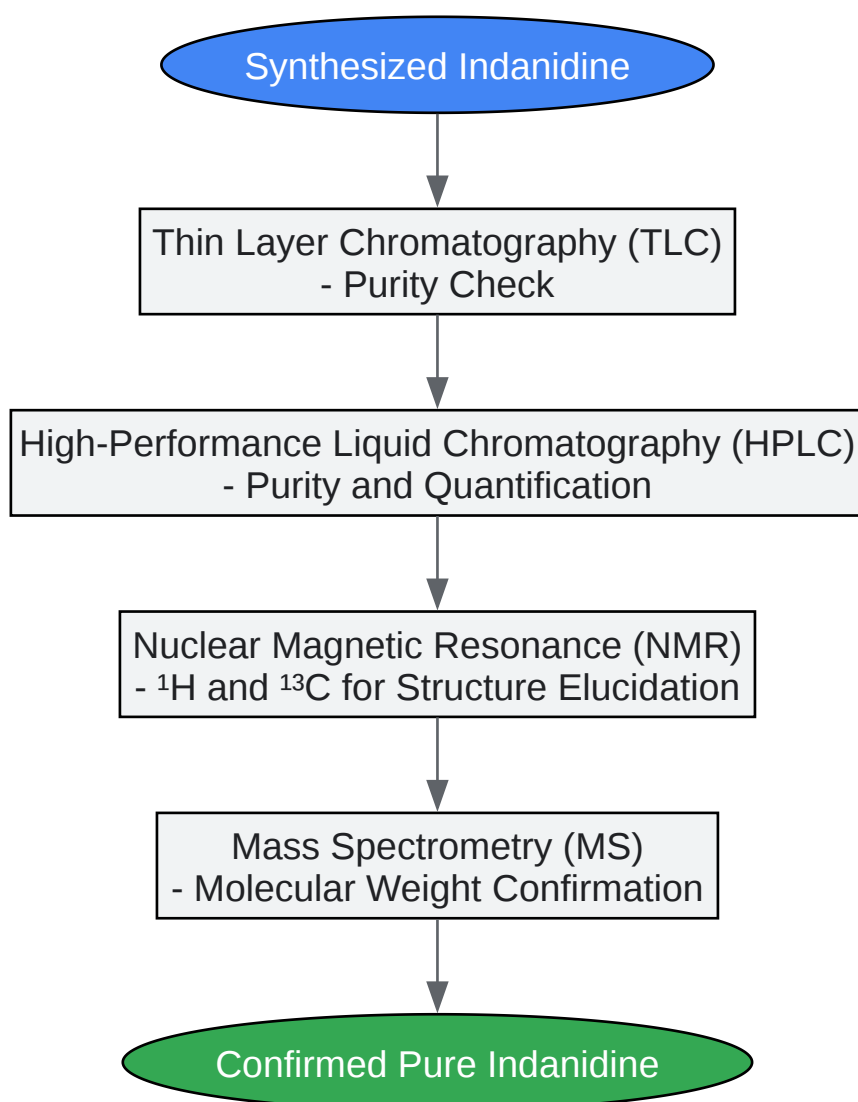 Synthesized Indanidine
Thin Layer Chromatography (TLC)
- Purity Check
High-Performance Liquid Chromatography (HPLC)
- Purity and Quantification
Nuclear Magnetic Resonance (NMR)
- ¹H and ¹³C for Structure Elucidation
Mass Spectrometry (MS)
- Molecular Weight Confirmation
Confirmed Pure Indanidine